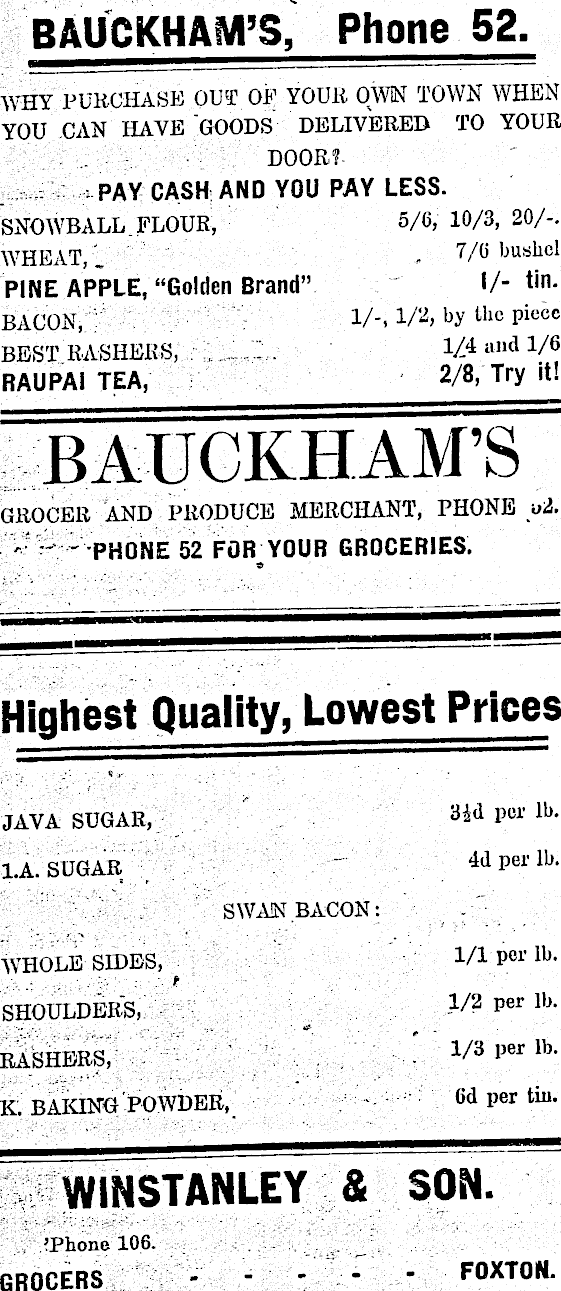 BAUCKHAM'S, Phone 52.
WHY PURCHASE OUT OF YOUR OWN TOWN WHEN
YOU CAN HAVE GOODS DELIVERED TO YOUR
DOOR?
PAY CASH AND YOU PAY LESS.
SNOWBALL FLOUR, 5/6, 10/3, 20/-.
WHEAT, 7/6 bushel
PINE APPLE, "Golden Brand" 1/- tin.
BACON, 1/-, 1/2, by the piece
BEST RASHERS, 1/4 and 1/6
RAUPAI TEA, 2/8, Try it!
BAUCKHAM'S
GROCER AND PRODUCE MERCHANT, PHONE 52.
PHONE 52 FOR YOUR GROCERIES.
Highest Quality, Lowest Prices
JAVA SUGAR, 3½d per lb.
1.A. SUGAR 4d per lb.
SWAN BACON:
WHOLE SIDES, 1/1 per lb.
SHOULDERS, 1/2 per lb.
RASHERS, 1/3 per lb.
K. BAKING POWDER, 6d per tin.
WINSTANLEY & SON.
'Phone 106.
GROCERS - - - - - FOXTON.